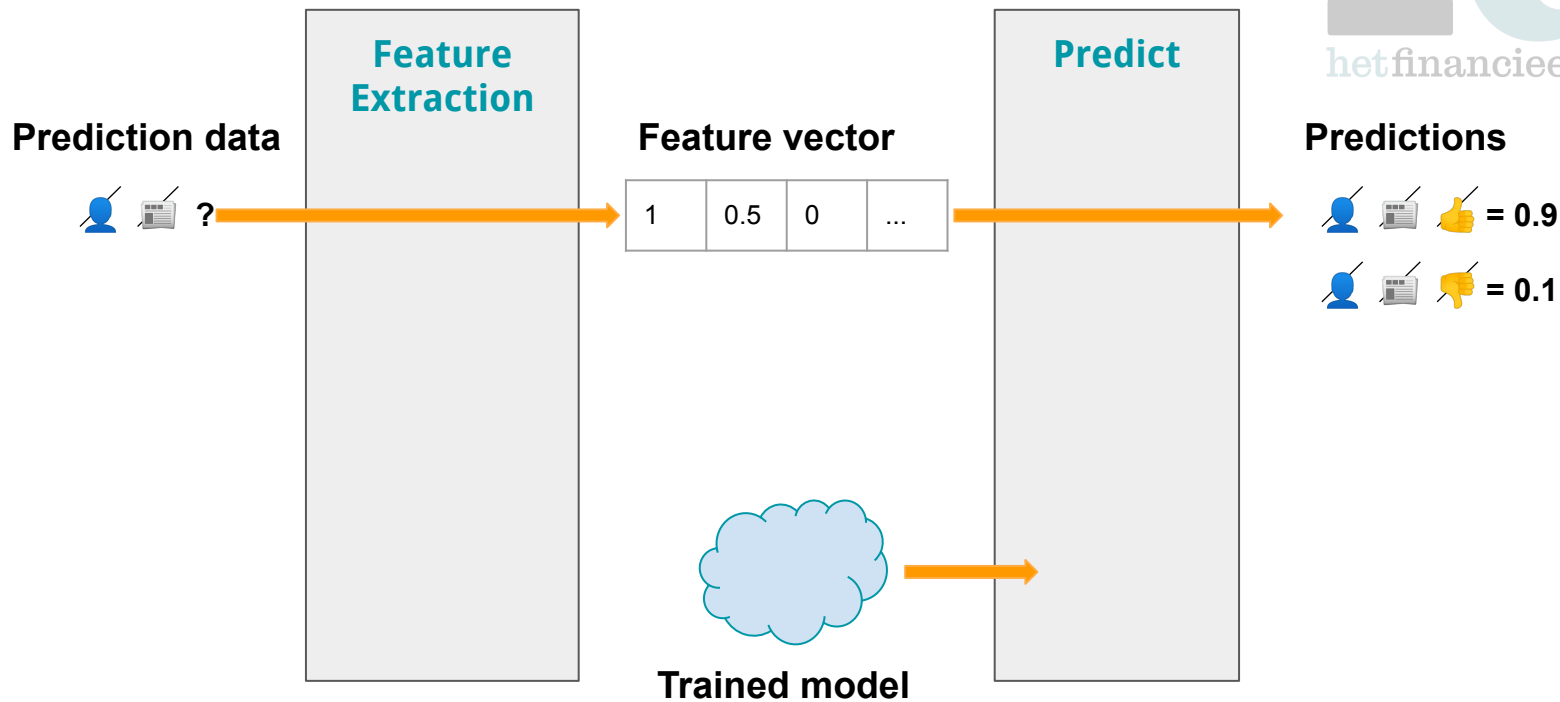 Feature
Extraction
Predict
hetfinanciee
Prediction data
Feature vector
Predictions
?
1 0.5 0 ...
= 0.9
= 0.1
Trained model